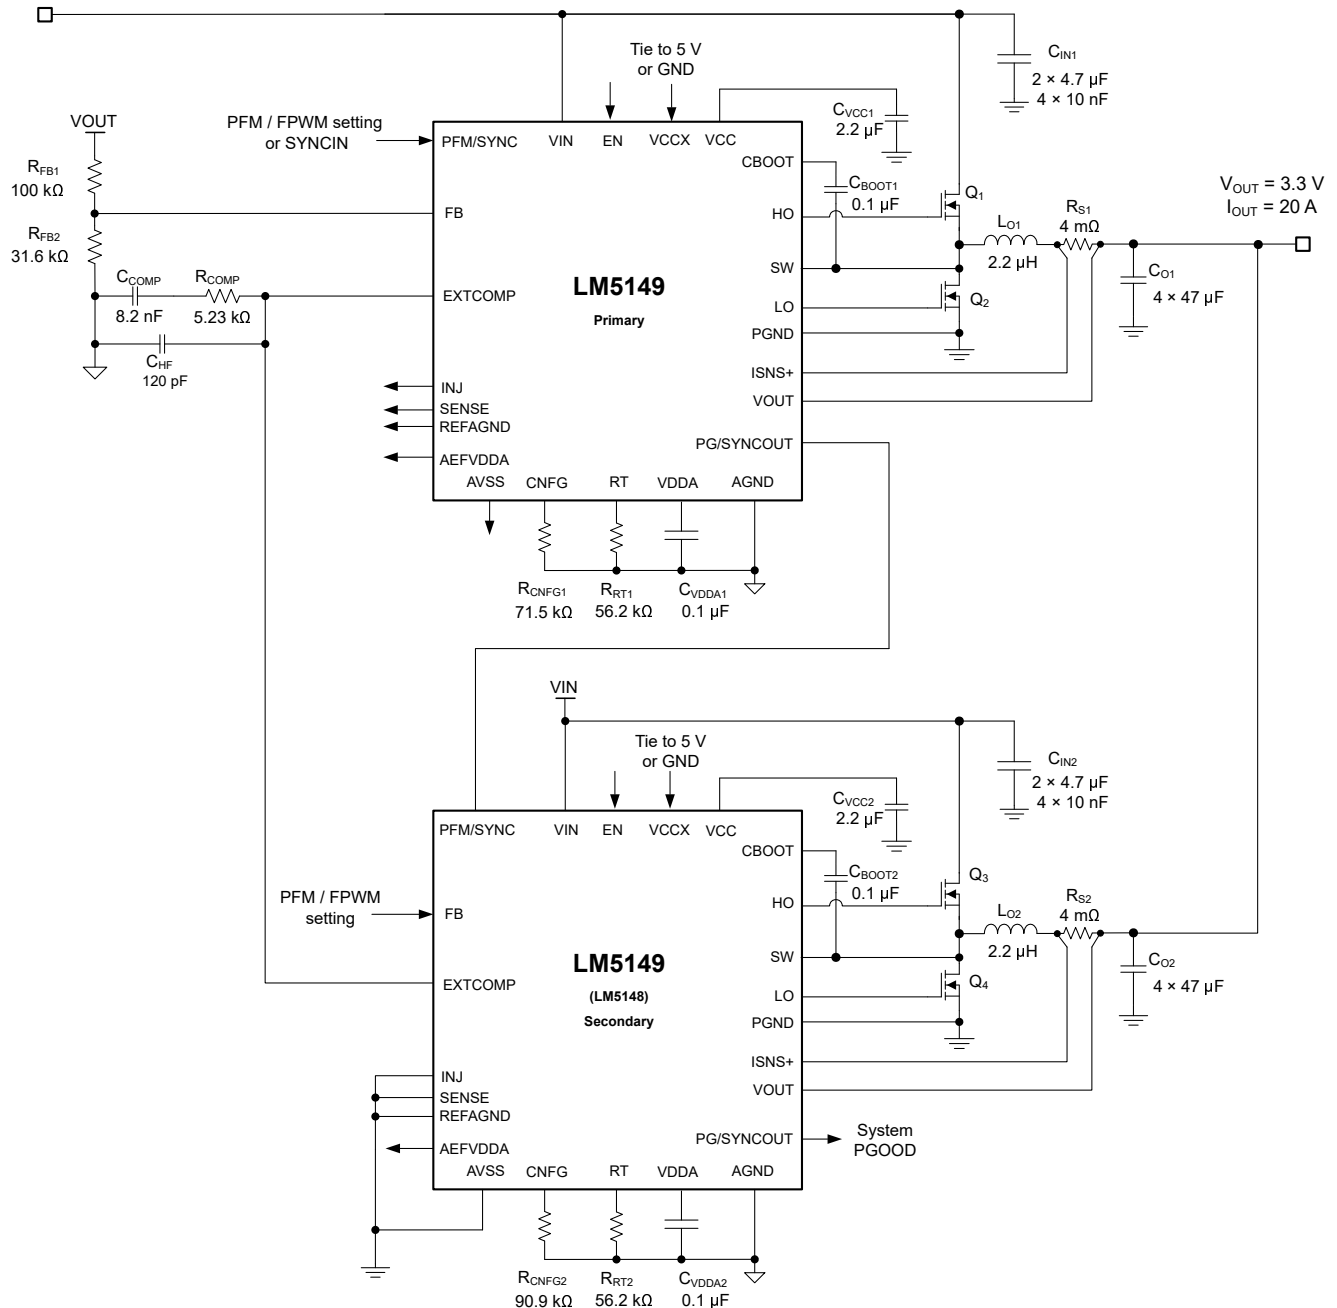 Tie to 5 V
or GND
C_IN1
2 × 4.7 µF
4 × 10 nF
VOUT
PFM / FPWM setting
or SYNCIN
C_VCC1
2.2 µF
PFM/SYNC
VIN
EN
VCCX
VCC
CBOOT
R_FB1
100 kΩ
C_BOOT1
0.1 µF
Q_1
V_OUT = 3.3 V
I_OUT = 20 A
FB
HO
L_O1
2.2 µH
R_S1
4 mΩ
R_FB2
31.6 kΩ
SW
C_O1
4 × 47 µF
C_COMP
8.2 nF
R_COMP
5.23 kΩ
EXTCOMP
LM5149
Primary
LO
Q_2
PGND
C_HF
120 pF
ISNS+
INJ
VOUT
SENSE
REFAGND
PG/SYNCOUT
AEFVDDA
AVSS
CNFG
RT
VDDA
AGND
R_CNFG1
71.5 kΩ
R_RT1
56.2 kΩ
C_VDDA1
0.1 µF
VIN
Tie to 5 V
or GND
C_IN2
2 × 4.7 µF
4 × 10 nF
C_VCC2
2.2 µF
PFM/SYNC
VIN
EN
VCCX
VCC
CBOOT
C_BOOT2
0.1 µF
Q_3
PFM / FPWM
setting
FB
HO
L_O2
2.2 µH
R_S2
4 mΩ
SW
C_O2
4 × 47 µF
EXTCOMP
LM5149
(LM5148)
Secondary
LO
Q_4
PGND
ISNS+
INJ
VOUT
SENSE
REFAGND
PG/SYNCOUT
System
PGOOD
AEFVDDA
AVSS
CNFG
RT
VDDA
AGND
R_CNFG2
90.9 kΩ
R_RT2
56.2 kΩ
C_VDDA2
0.1 µF